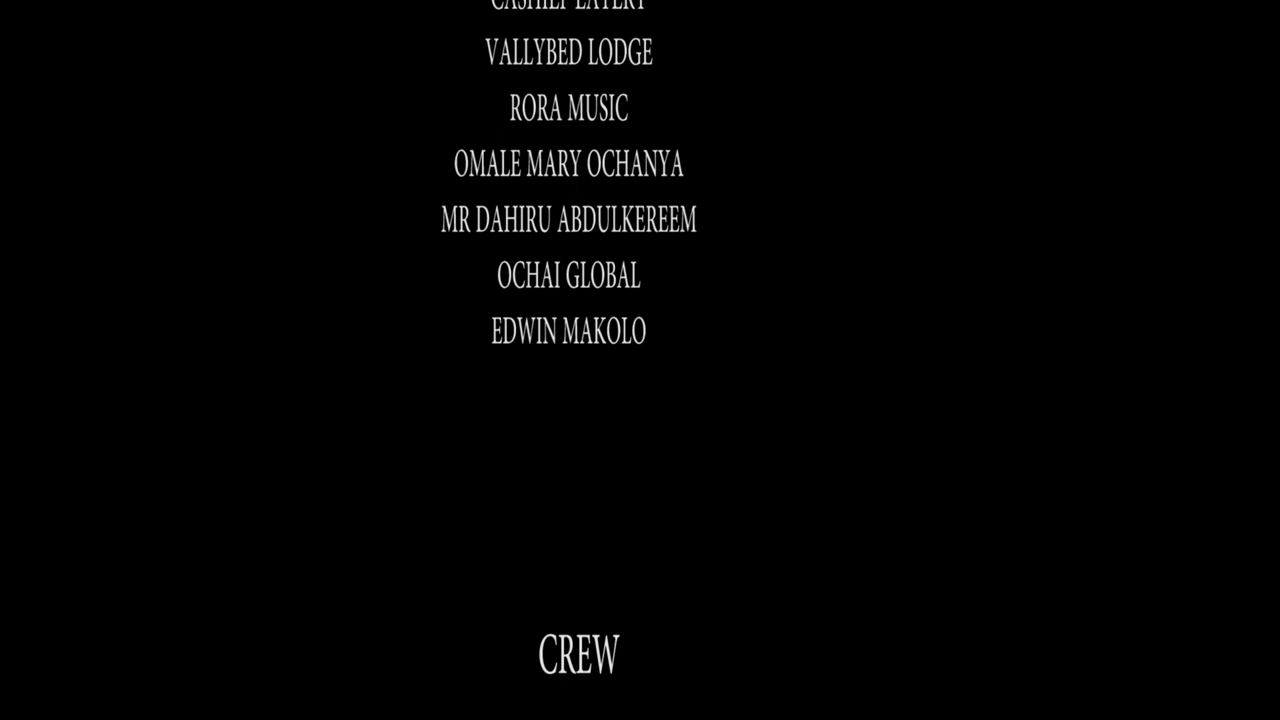 VALLYBED LODGE
RORA MUSIC
OMALE MARY OCHANYA
MR DAHIRU ABDULKEREEM
OCHAI GLOBAL
EDWIN MAKOLO
CREW